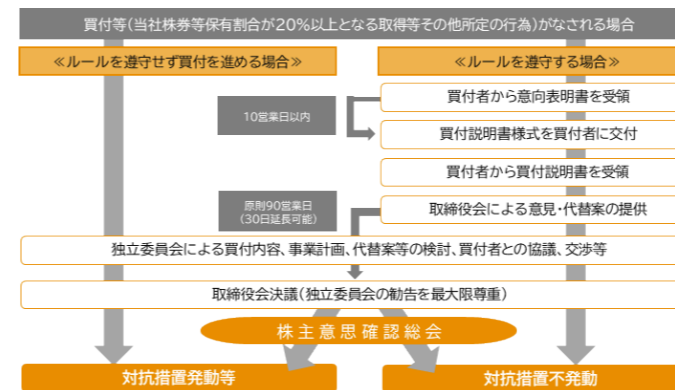 買付等(当社株券等保有割合が20%以上となる取得等その他所定の行為)がなされる場合
≪ルールを遵守せず買付を進める場合≫
≪ルールを遵守する場合≫
買付者から意向表明書を受領
10営業日以内
買付説明書様式を買付者に交付
買付者から買付説明書を受領
原則90営業日
(30日延長可能)
取締役会による意見・代替案の提供
独立委員会による買付内容、事業計画、代替案等の検討、買付者との協議、交渉等
取締役会決議(独立委員会の勧告を最大限尊重)
株主意思確認総会
対抗措置発動等
対抗措置不発動